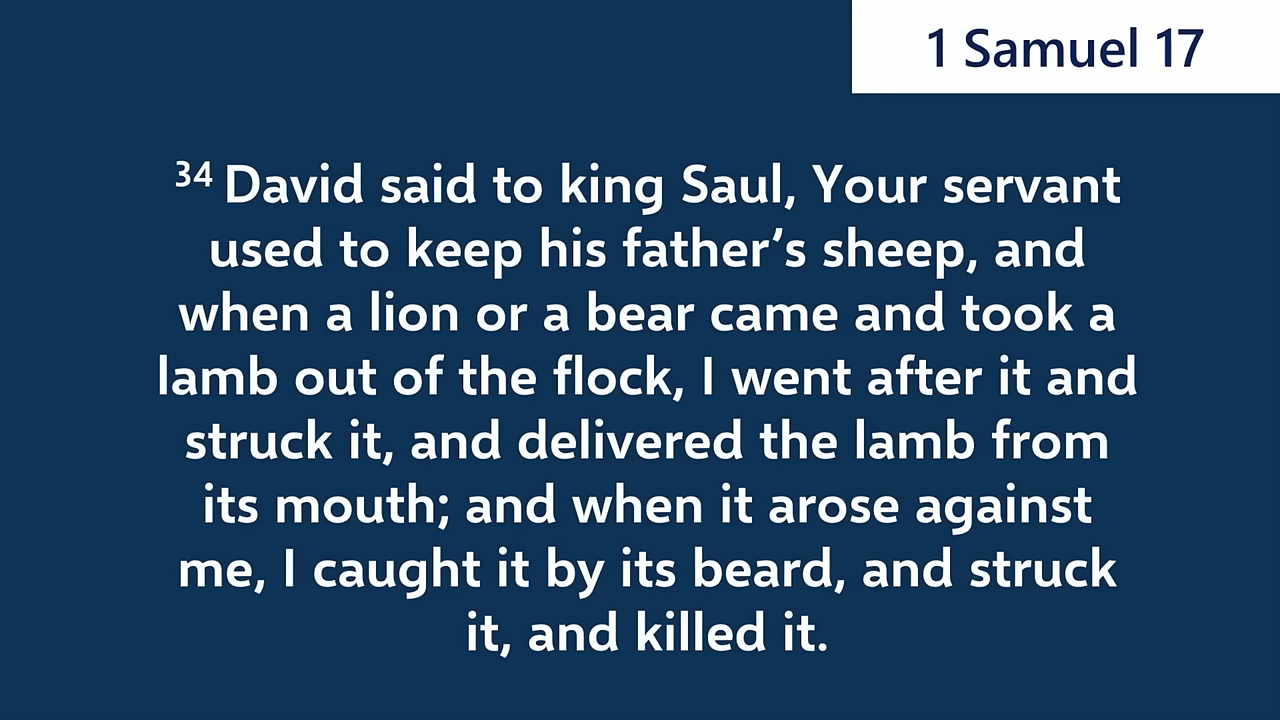 1 Samuel 17
34 David said to king Saul, Your servant
used to keep his father’s sheep, and
when a lion or a bear came and took a
lamb out of the flock, I went after it and
struck it, and delivered the lamb from
its mouth; and when it arose against
me, I caught it by its beard, and struck
it, and killed it.